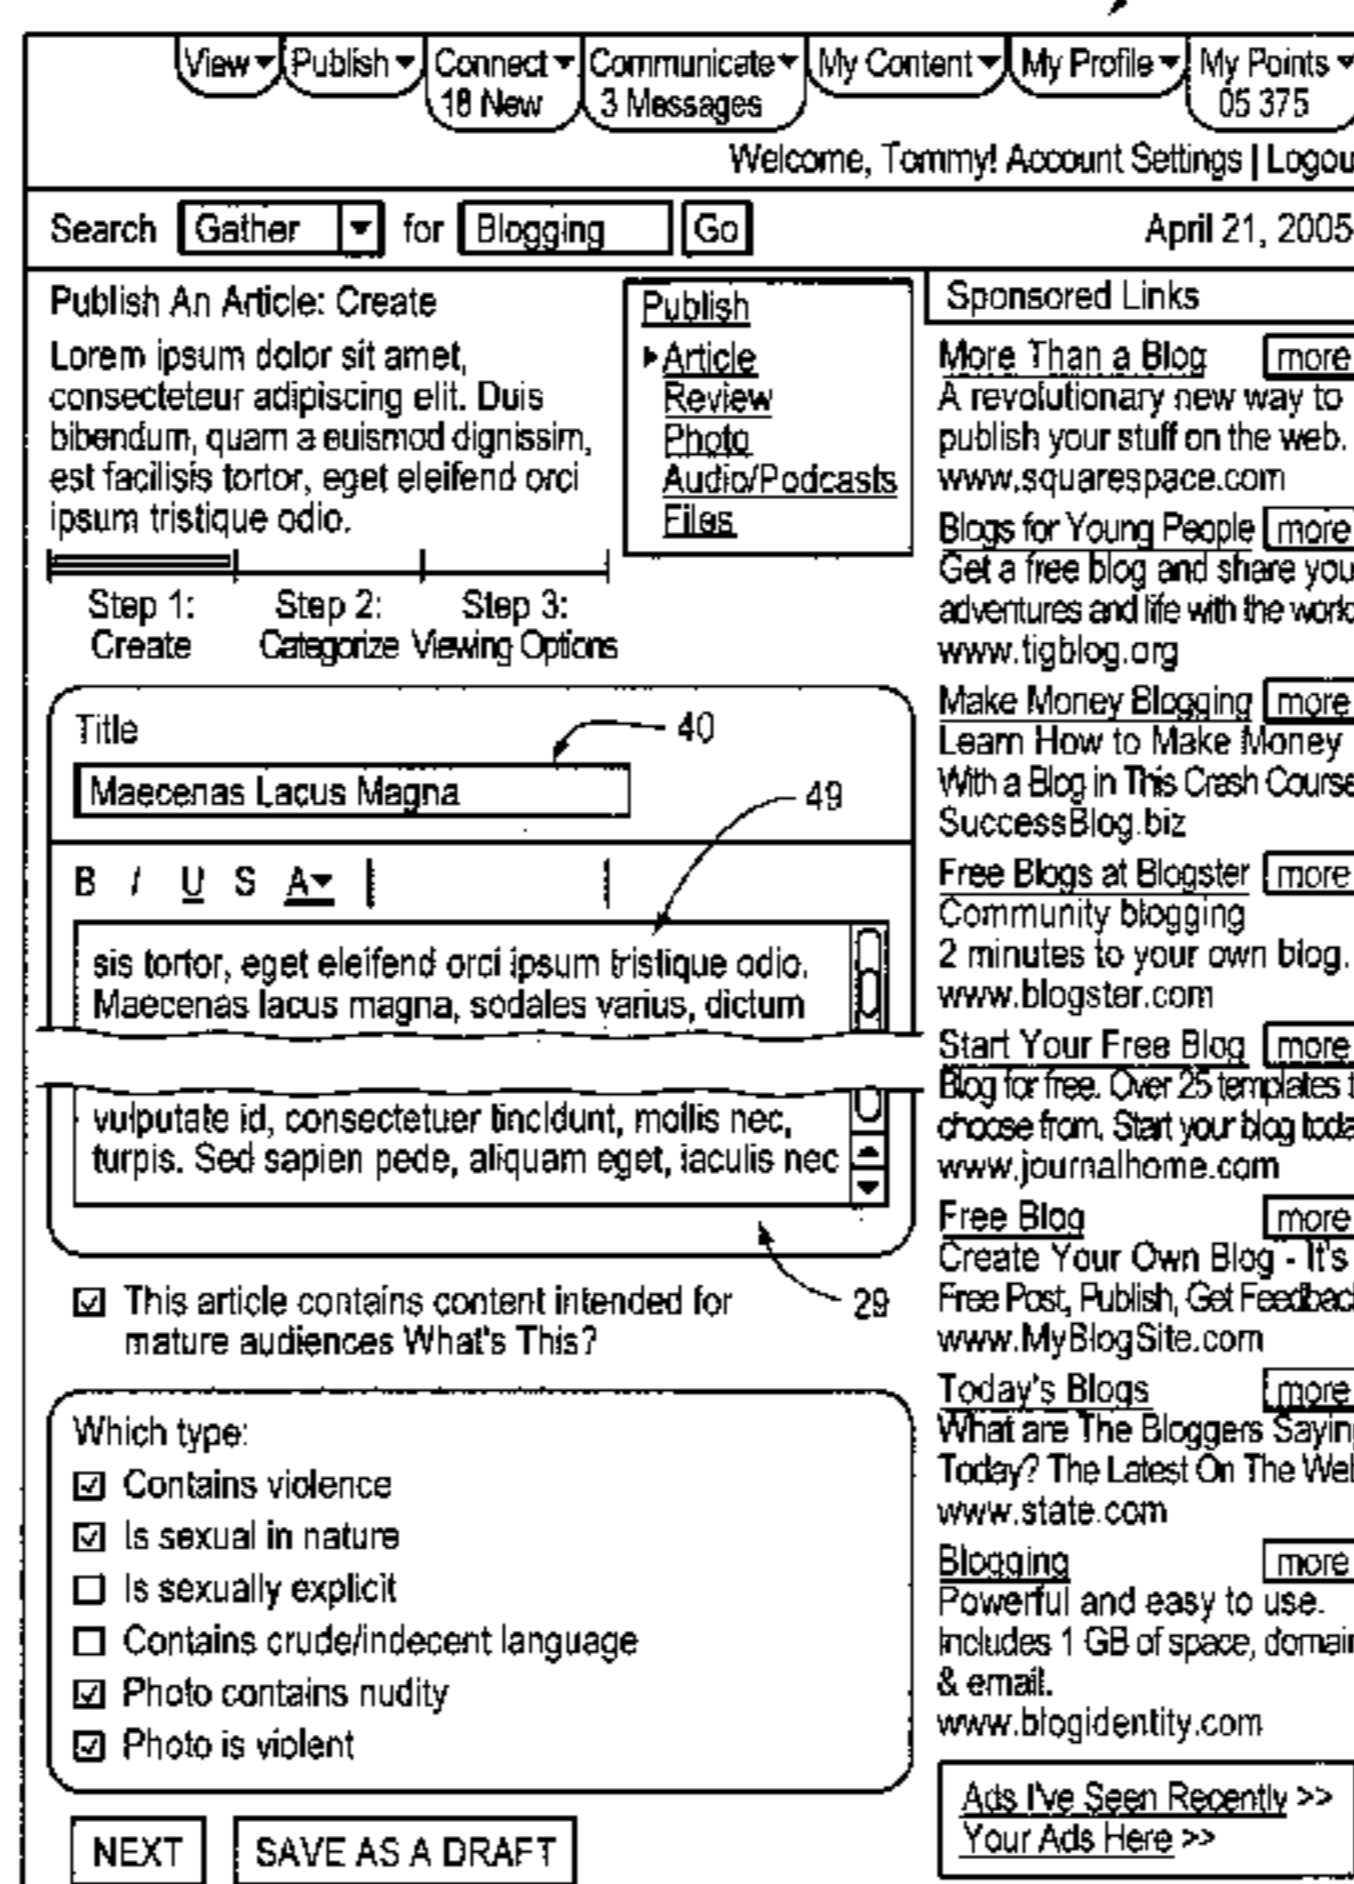 View Publish Connect Communicate My Content My Profile My Points
18 New 3 Messages 05 375
Welcome, Tommy! Account Settings | Logou
Search Gather for Blogging Go April 21, 2005
Publish An Article: Create
Lorem ipsum dolor sit amet,
consecteteur adipiscing elit. Duis
bibendum, quam a euismod dignissim,
est facilisis tortor, eget eleifend orci
ipsum tristique odio.
Publish
Article
Review
Photo
Audio/Podcasts
Files
Step 1: Step 2: Step 3:
Create Categorize Viewing Options
Title
40
Maecenas Lacus Magna
49
B I U S A
sis tortor, eget eleifend orci ipsum tristique odio.
Maecenas lacus magna, sodales varius, dictum
vulputate id, consectetuer tincidunt, mollis nec,
turpis. Sed sapien pede, aliquam eget, iaculis nec
29
This article contains content intended for
mature audiences What's This?
Which type:
Contains violence
Is sexual in nature
Is sexually explicit
Contains crude/indecent language
Photo contains nudity
Photo is violent
NEXT SAVE AS A DRAFT
Sponsored Links
More Than a Blog more
A revolutionary new way to
publish your stuff on the web.
www.squarespace.com
Blogs for Young People more
Get a free blog and share you
adventures and life with the world
www.tigblog.org
Make Money Blogging more
Learn How to Make Money
With a Blog in This Crash Course
SuccessBlog.biz
Free Blogs at Blogster more
Community blogging
2 minutes to your own blog.
www.blogster.com
Start Your Free Blog more
Blog for free. Over 25 templates t
choose from. Start your blog toda
www.journalhome.com
Free Blog more
Create Your Own Blog - It's
Free Post, Publish, Get Feedbac
www.MyBlogSite.com
Today's Blogs more
What are The Bloggers Saying
Today? The Latest On The Web
www.state.com
Blogging more
Powerful and easy to use.
Includes 1 GB of space, domain
& email.
www.blogidentity.com
Ads I've Seen Recently >>
Your Ads Here >>